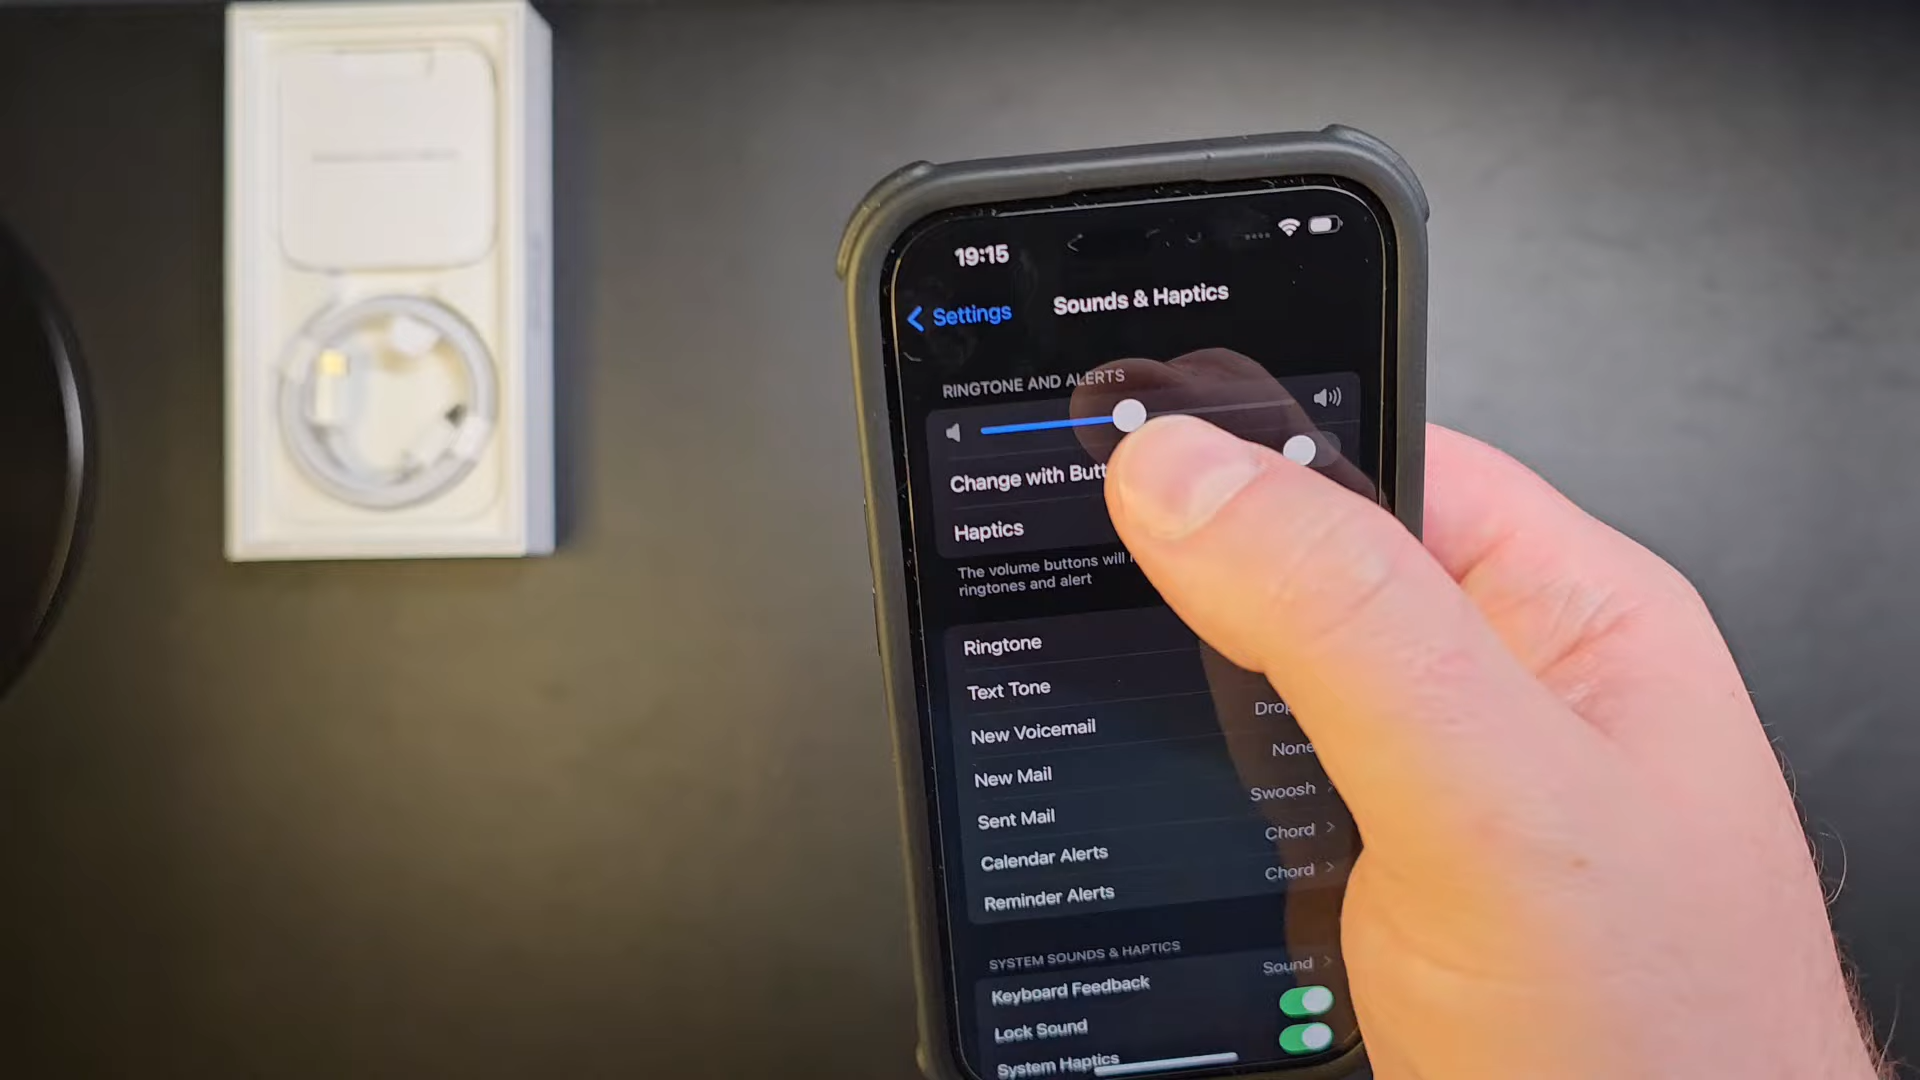 19:15
Settings
Sounds & Haptics
RINGTONE AND ALERTS
Change with Butt
Haptics
The volume buttons will
ringtones and alert
Ringtone
Text Tone
New Voicemail
Drop
New Mail
None
Sent Mail
Swoosh
Calendar Alerts
Chord
Reminder Alerts
Chord
SYSTEM SOUNDS & HAPTICS
Keyboard Feedback
Sound
Lock Sound
System Haptics